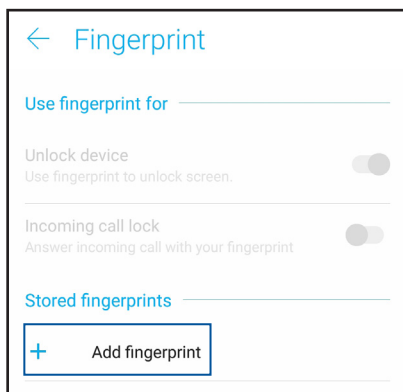 Fingerprint
Use fingerprint for
Unlock device
Use fingerprint to unlock screen.
Incoming call lock
Answer incoming call with your fingerprint
Stored fingerprints
Add fingerprint